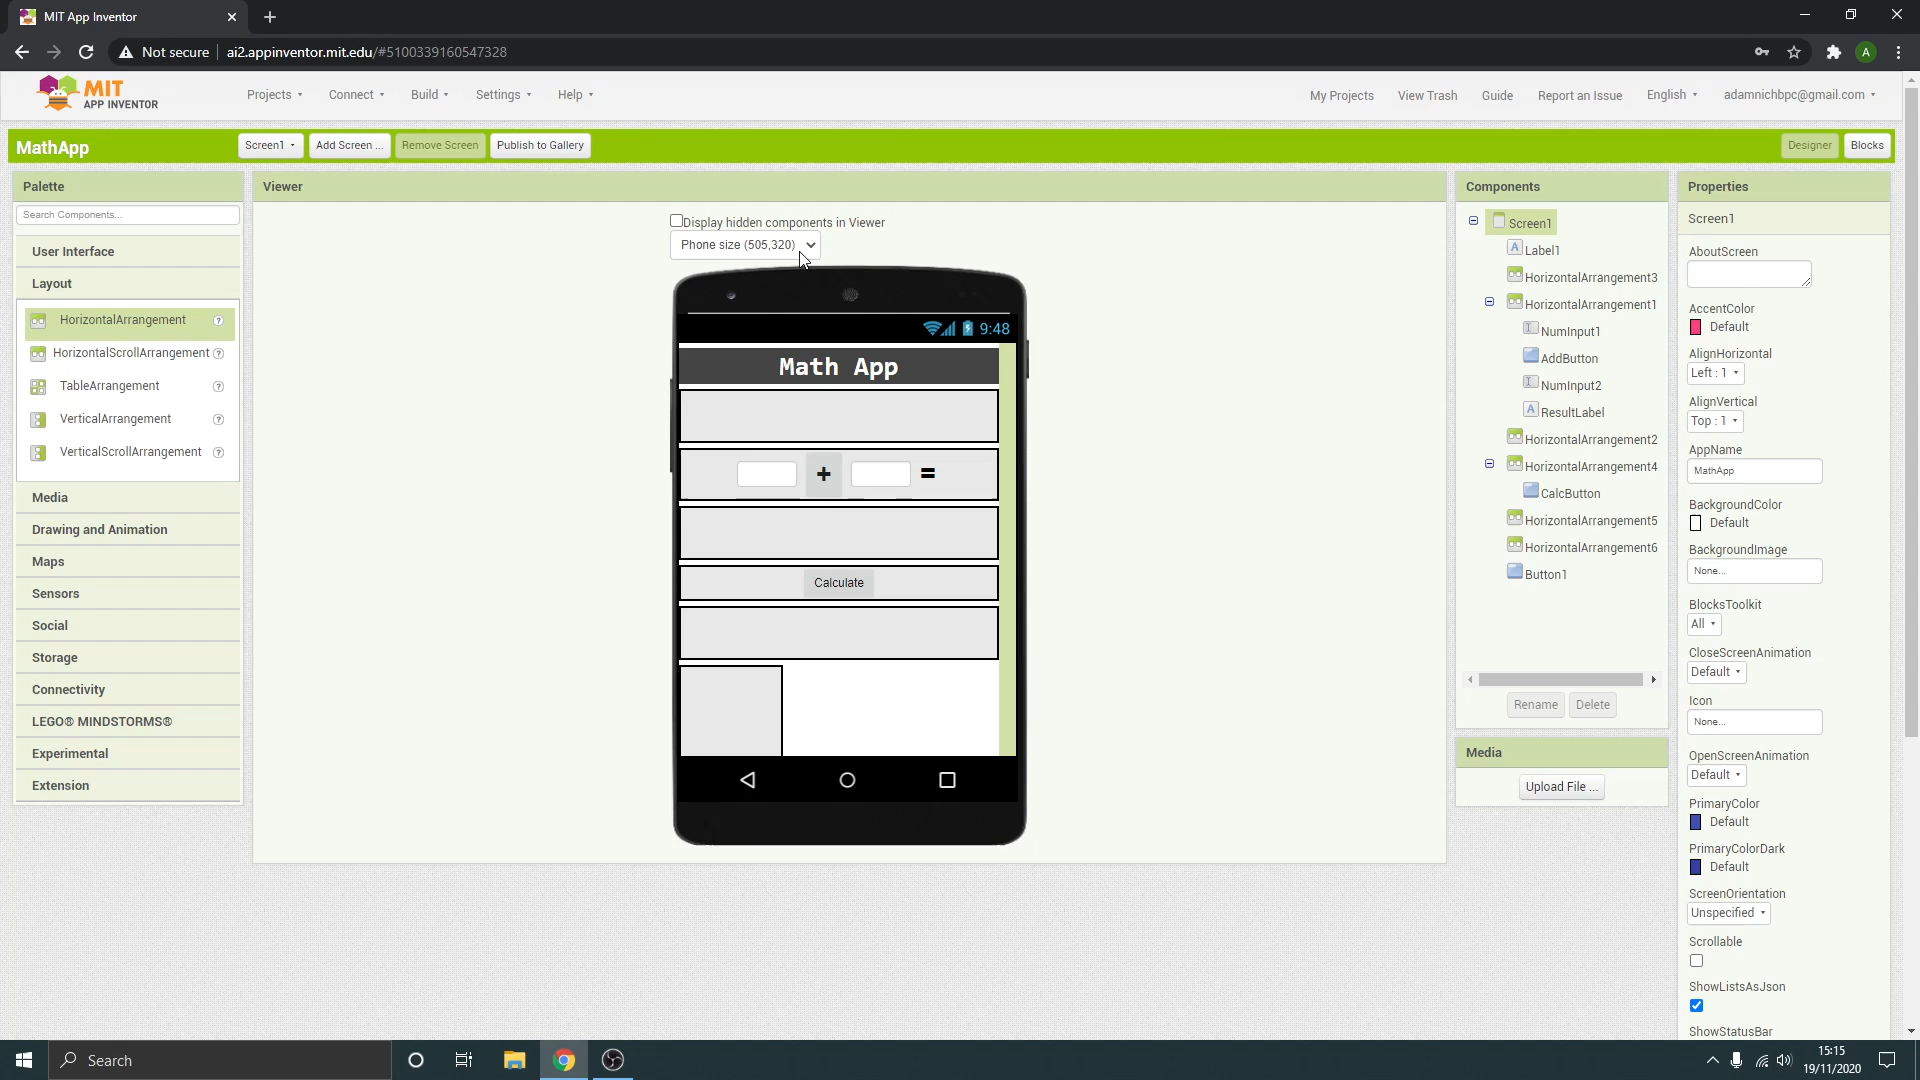 MIT App Inventor
Not secure
ai2.appinventor.mit.edu/#5100339160547328
A
MIT
APP INVENTOR
Projects
Connect
Build
Settings
Help
My Projects
View Trash
Guide
Report an Issue
English
adamnichbpc@gmail.com
MathApp
Screen1
Add Screen ...
Remove Screen
Publish to Gallery
Designer
Blocks
Palette
Search Components...
User Interface
Layout
HorizontalArrangement
HorizontalScrollArrangement
TableArrangement
VerticalArrangement
VerticalScrollArrangement
Media
Drawing and Animation
Maps
Sensors
Social
Storage
Connectivity
LEGO® MINDSTORMS®
Experimental
Extension
Viewer
Display hidden components in Viewer
Phone size (505,320)
9:48
Math App
+ =
Calculate
Components
Screen1
Label1
HorizontalArrangement3
HorizontalArrangement1
NumInput1
AddButton
NumInput2
ResultLabel
HorizontalArrangement2
HorizontalArrangement4
CalcButton
HorizontalArrangement5
HorizontalArrangement6
Button1
Rename
Delete
Media
Upload File ...
Properties
Screen1
AboutScreen
AccentColor
Default
AlignHorizontal
Left : 1
AlignVertical
Top : 1
AppName
MathApp
BackgroundColor
Default
BackgroundImage
None...
BlocksToolkit
All
CloseScreenAnimation
Default
Icon
None...
OpenScreenAnimation
Default
PrimaryColor
Default
PrimaryColorDark
Default
ScreenOrientation
Unspecified
Scrollable
ShowListsAsJson
ShowStatusBar
Search
15:15
19/11/2020